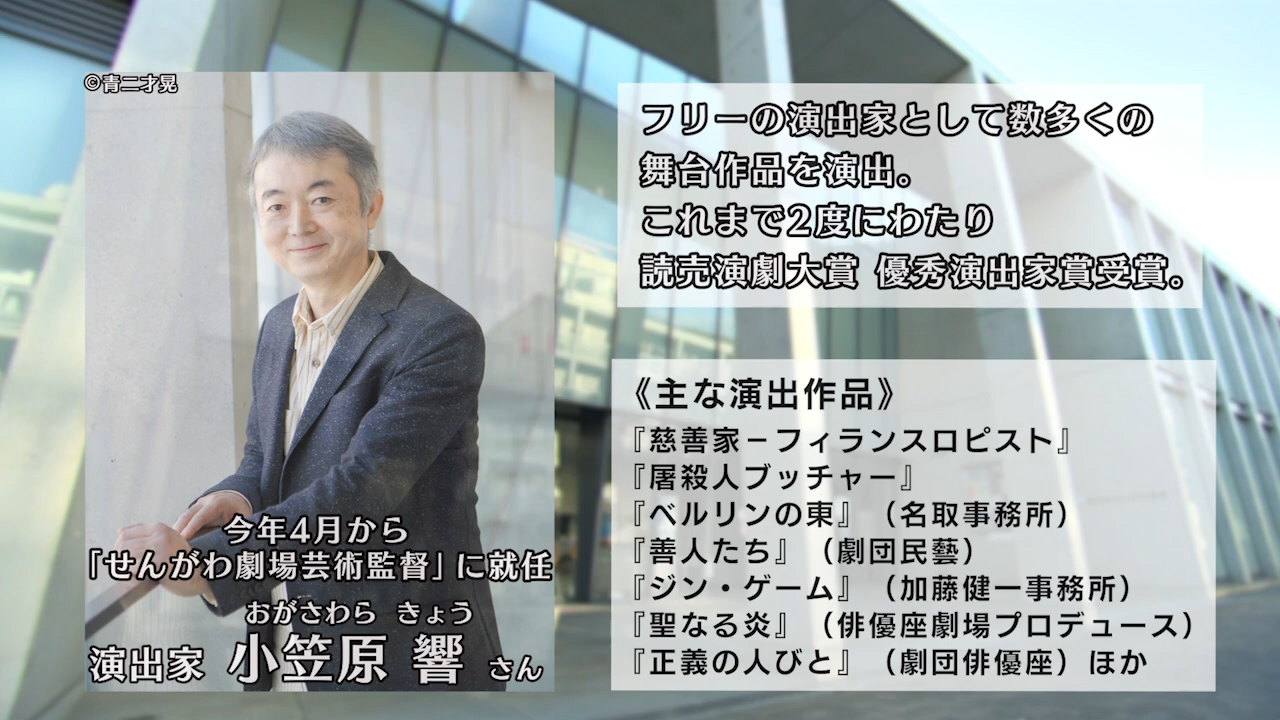 ©青二才晃
今年4月から
「せんがわ劇場芸術監督」に就任
おがさわら きょう
演出家 小笠原 響 さん
フリーの演出家として数多くの
舞台作品を演出。
これまで2度にわたり
読売演劇大賞 優秀演出家賞受賞。
《主な演出作品》
『慈善家－フィランスロピスト』
『屠殺人ブッチャー』
『ベルリンの東』（名取事務所）
『善人たち』（劇団民藝）
『ジン・ゲーム』（加藤健一事務所）
『聖なる炎』（俳優座劇場プロデュース）
『正義の人びと』（劇団俳優座）ほか